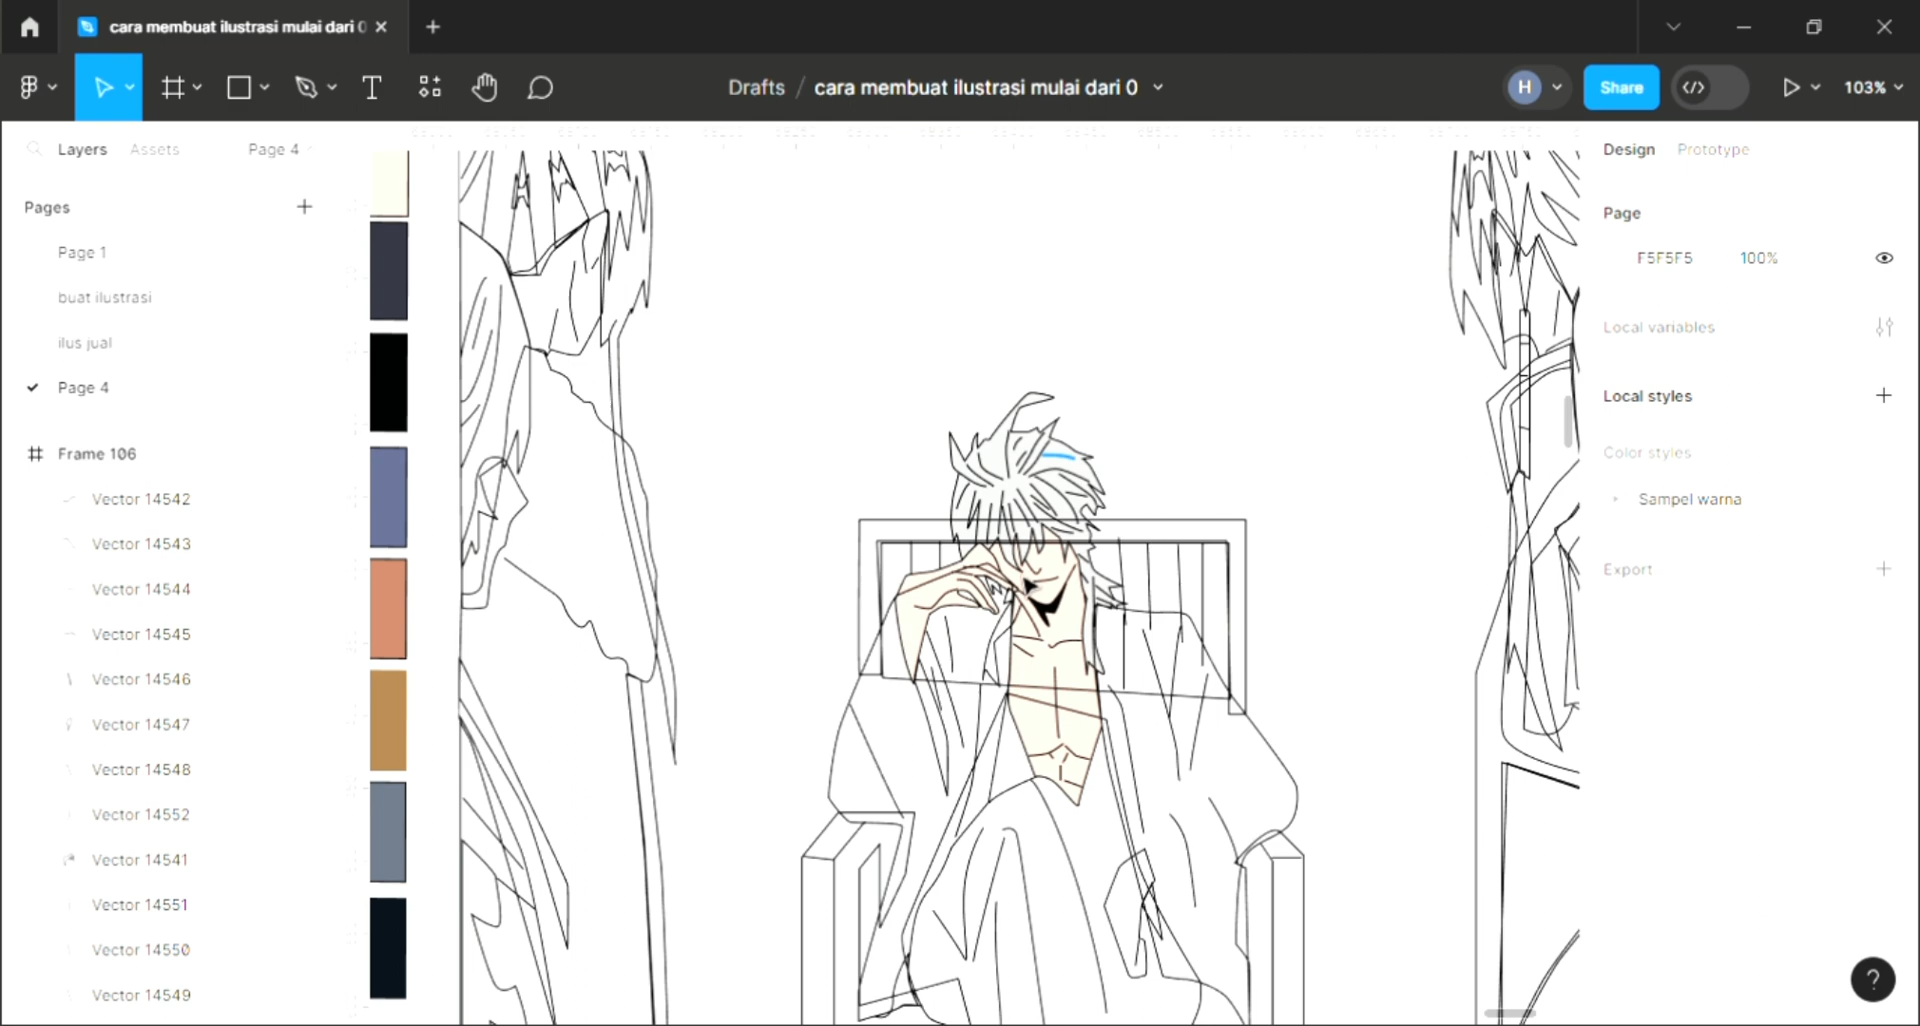 cara membuat ilustrasi mulai dari 0
Drafts / cara membuat ilustrasi mulai dari 0
H
Share
103%
Layers
Assets
Page 4
Pages
Page 1
buat ilustrasi
ilus jual
Page 4
Frame 106
Vector 14542
Vector 14543
Vector 14544
Vector 14545
Vector 14546
Vector 14547
Vector 14548
Vector 14552
Vector 14541
Vector 14551
Vector 14550
Vector 14549
Design
Prototype
Page
F5F5F5
100%
Local variables
Local styles
Color styles
Sampel warna
Export
?